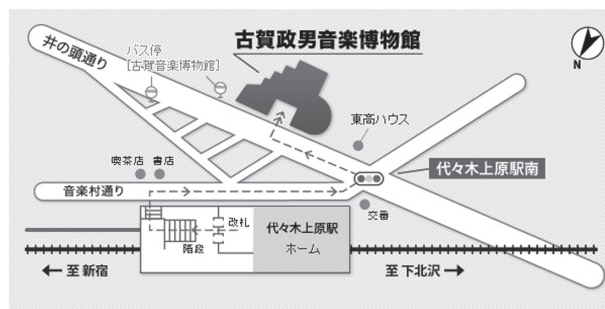 古賀政男音楽博物館
井の頭通り
バス停
［古賀音楽博物館］
N
東高ハウス
喫茶店
書店
代々木上原駅南
音楽村通り
交番
改札
階段
代々木上原駅
ホーム
←至 新宿
至 下北沢→